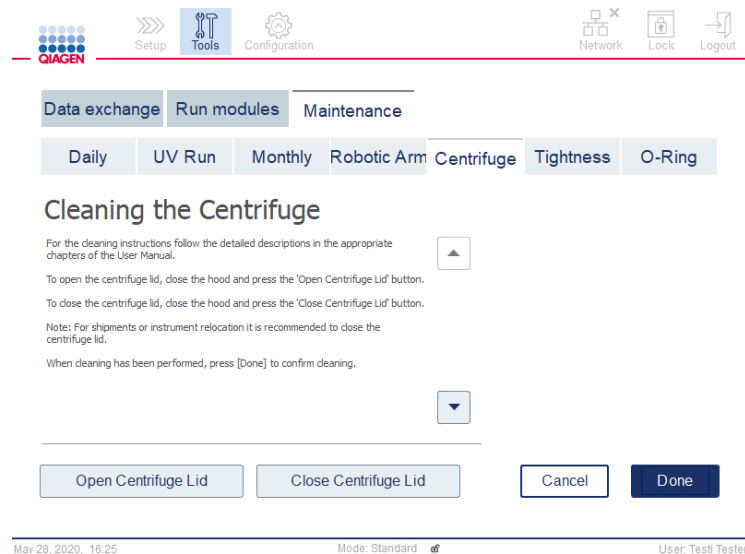 QIAGEN
Setup
Tools
Configuration
Network
Lock
Logout
Data exchange
Run modules
Maintenance
Daily
UV Run
Monthly
Robotic Arm
Centrifuge
Tightness
O-Ring
Cleaning the Centrifuge
For the cleaning instructions follow the detailed descriptions in the appropriate
chapters of the User Manual.
To open the centrifuge lid, close the hood and press the 'Open Centrifuge Lid' button.
To close the centrifuge lid, close the hood and press the 'Close Centrifuge Lid' button.
Note: For shipments or instrument relocation it is recommended to close the
centrifuge lid.
When cleaning has been performed, press [Done] to confirm cleaning.
Open Centrifuge Lid
Close Centrifuge Lid
Cancel
Done
May 28, 2020, 16:25
Mode: Standard
User: Testi Tester